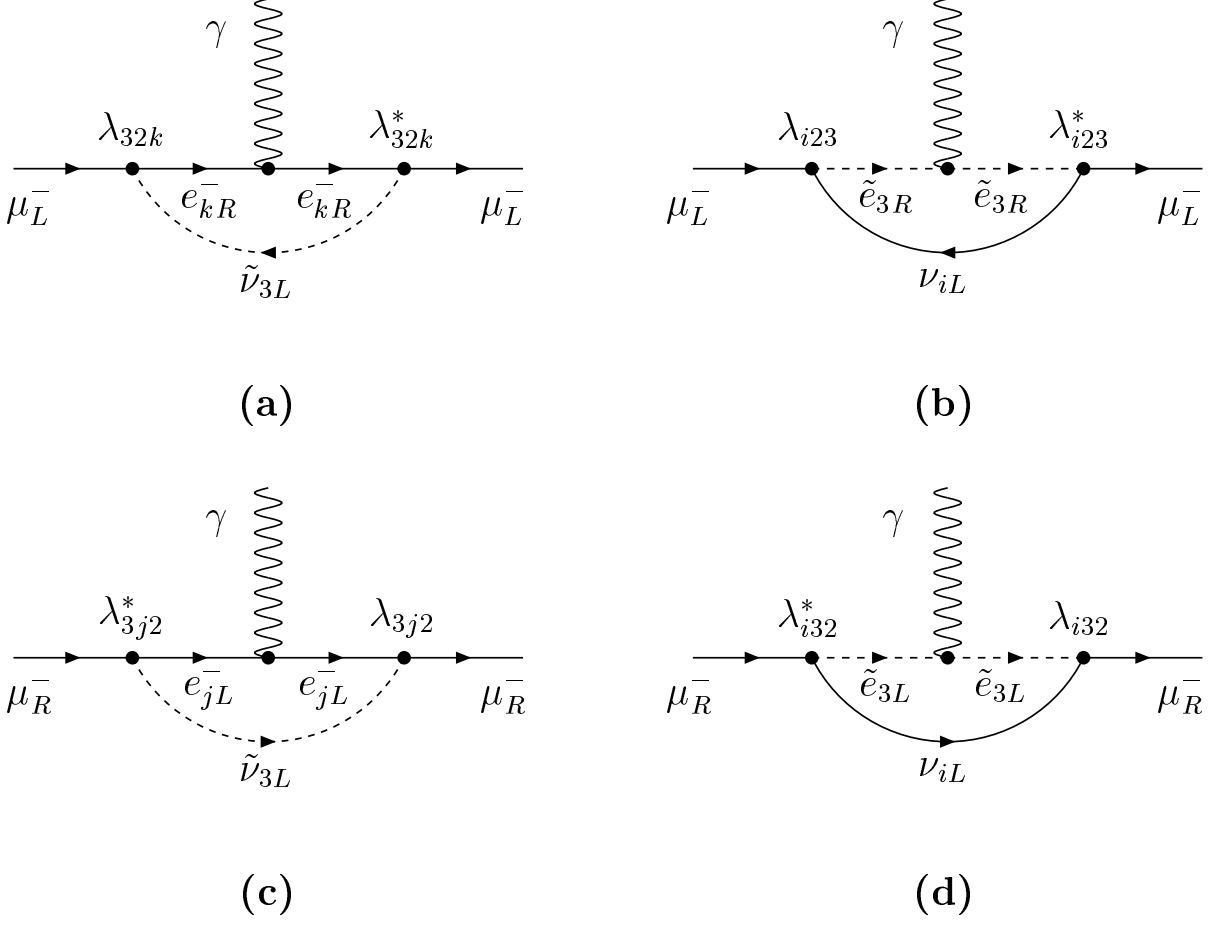 γ γ
λ_{32k} λ^*_{32k} λ_{i23} λ^*_{i23}
μ^-_L e^-_{kR} e^-_{kR} μ^-_L μ^-_L ẽ_{3R} ẽ_{3R} μ^-_L
ν̃_{3L} ν_{iL}
(a) (b)
γ γ
λ^*_{3j2} λ_{3j2} λ^*_{i32} λ_{i32}
μ^-_R e^-_{jL} e^-_{jL} μ^-_R μ^-_R ẽ_{3L} ẽ_{3L} μ^-_R
ν̃_{3L} ν_{iL}
(c) (d)